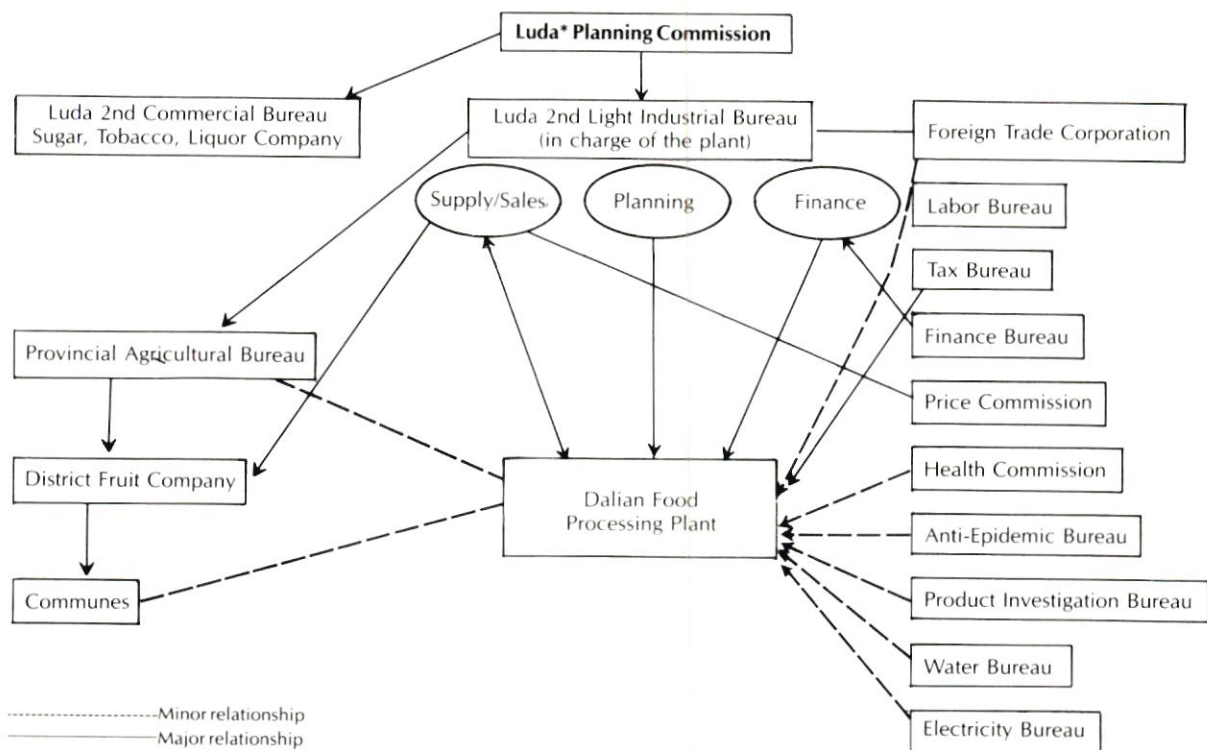 Luda* Planning Commission
Luda 2nd Commercial Bureau
Sugar, Tobacco, Liquor Company
Luda 2nd Light Industrial Bureau
(in charge of the plant)
Foreign Trade Corporation
Supply/Sales
Planning
Finance
Labor Bureau
Tax Bureau
Finance Bureau
Provincial Agricultural Bureau
Price Commission
District Fruit Company
Dalian Food
Processing Plant
Health Commission
Anti-Epidemic Bureau
Communes
Product Investigation Bureau
Water Bureau
Electricity Bureau
Minor relationship
Major relationship